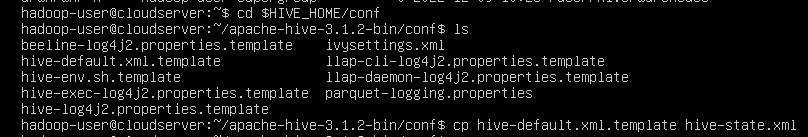 hadoop-user@cloudserver:~$ cd $HIVE_HOME/conf
hadoop-user@cloudserver:~/apache-hive-3.1.2-bin/conf$ ls
beeline-log4j2.properties.template ivysettings.xml
hive-default.xml.template llap-cli-log4j2.properties.template
hive-env.sh.template llap-daemon-log4j2.properties.template
hive-exec-log4j2.properties.template parquet-logging.properties
hive-log4j2.properties.template
hadoop-user@cloudserver:~/apache-hive-3.1.2-bin/conf$ cp hive-default.xml.template hive-state.xml